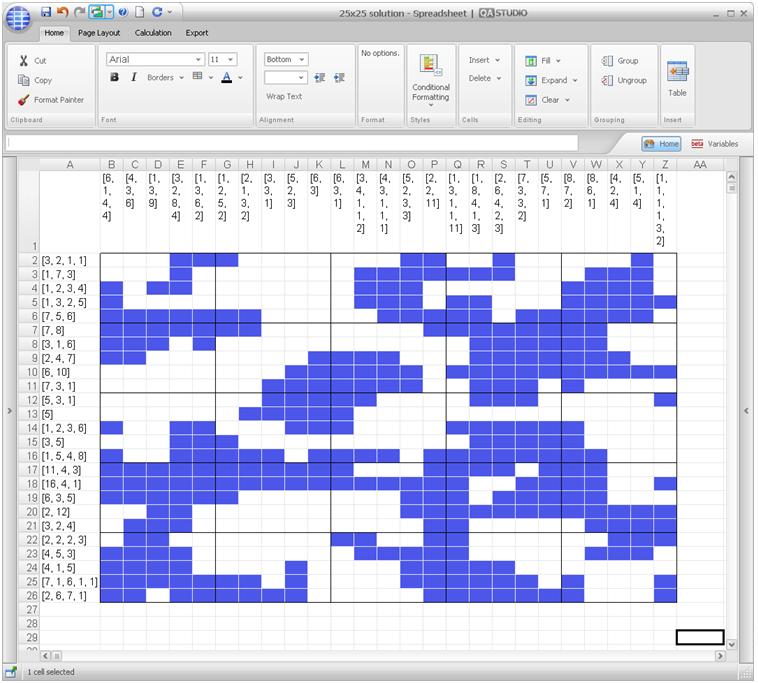 25x25 solution - Spreadsheet | QA STUDIO
Home Page Layout Calculation Export
Cut
Copy
Format Painter
Clipboard
Arial 11
B I Borders A
Font
Bottom
Wrap Text
Alignment
No options.
Format
Conditional
Formatting
Styles
Insert
Delete
Cells
Fill
Expand
Clear
Editing
Group
Ungroup
Grouping
Table
Insert
Home beta Variables
A B C D E F G H I J K L M N O P Q R S T U V W X Y Z AA
1 [6, 1, 4, 4] [4, 3, 6] [1, 3, 9] [3, 2, 8, 4] [1, 3, 6, 2] [1, 2, 5, 2] [2, 1, 3, 2] [3, 3, 1] [5, 2, 3] [6, 3] [6, 3, 1] [3, 4, 1, 1, 2] [4, 3, 1, 1] [5, 2, 3, 3] [2, 2, 11] [1, 3, 1, 1, 11] [1, 8, 4, 1, 3] [2, 6, 4, 2, 3] [7, 3, 3, 2] [5, 7, 1] [8, 7, 2] [8, 6, 1] [4, 2, 4] [5, 1, 4] [1, 1, 1, 1, 3, 2]
2 [3, 2, 1, 1]
3 [1, 7, 3]
4 [1, 2, 3, 4]
5 [1, 3, 2, 5]
6 [7, 5, 6]
7 [7, 8]
8 [3, 1, 6]
9 [2, 4, 7]
10 [6, 10]
11 [7, 3, 1]
12 [5, 3, 1]
13 [5]
14 [1, 2, 3, 6]
15 [3, 5]
16 [1, 5, 4, 8]
17 [11, 4, 3]
18 [16, 4, 1]
19 [6, 3, 5]
20 [2, 12]
21 [3, 2, 4]
22 [2, 2, 2, 3]
23 [4, 5, 3]
24 [4, 1, 5]
25 [7, 1, 6, 1, 1]
26 [2, 6, 7, 1]
27
28
29
1 cell selected